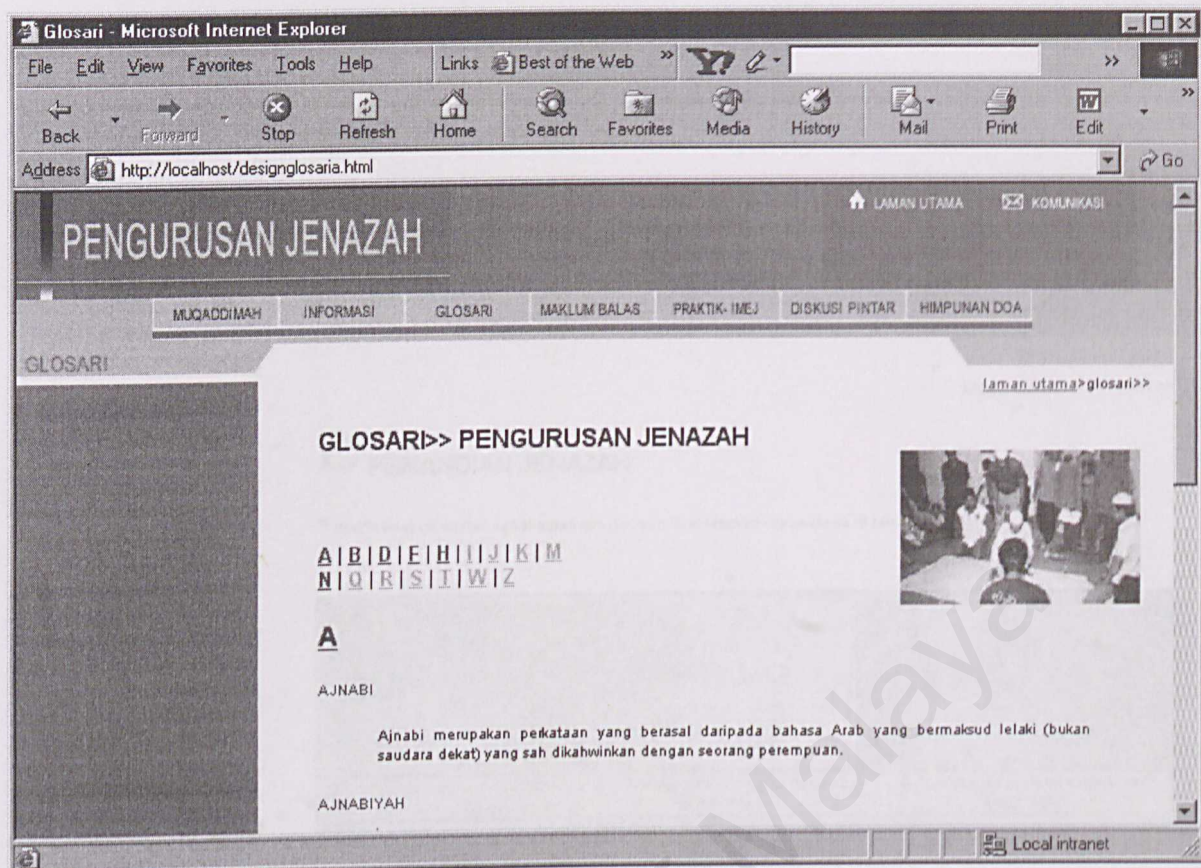 Glosari - Microsoft Internet Explorer
File Edit View Favorites Tools Help Links Best of the Web » Y? »
Back Forward Stop Refresh Home Search Favorites Media History Mail Print Edit »
Address http://localhost/designglosaria.html Go
LAMAN UTAMA KOMUNIKASI
PENGURUSAN JENAZAH
MUQADDIMAH INFORMASI GLOSARI MAKLUM BALAS PRAKTIK- IMEJ DISKUSI PINTAR HIMPUNAN DOA
GLOSARI
laman utama>glosari>>
GLOSARI>> PENGURUSAN JENAZAH
A | B | D | F | H | I | J | K | M
N | Q | R | S | T | W | Z
A
AJNABI
Ajnabi merupakan perkataan yang berasal daripada bahasa Arab yang bermaksud lelaki (bukan
saudara dekat) yang sah dikahwinkan dengan seorang perempuan.
AJNABIYAH
Local intranet
Malaya